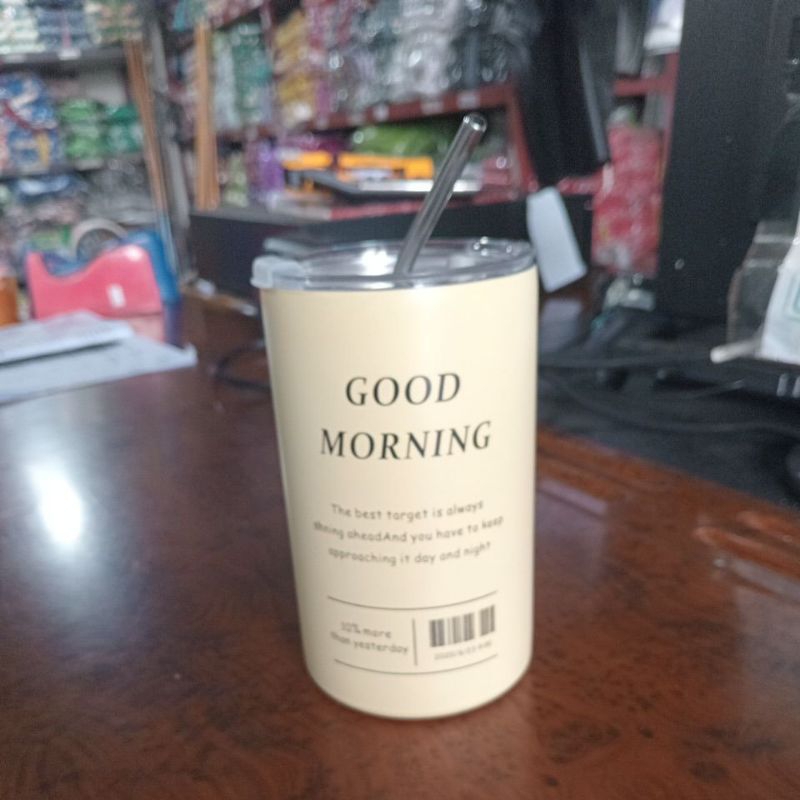 GOOD
MORNING
The best target is always
shining aheadAnd you have to keep
approaching it day and night
10% more
than yesterday